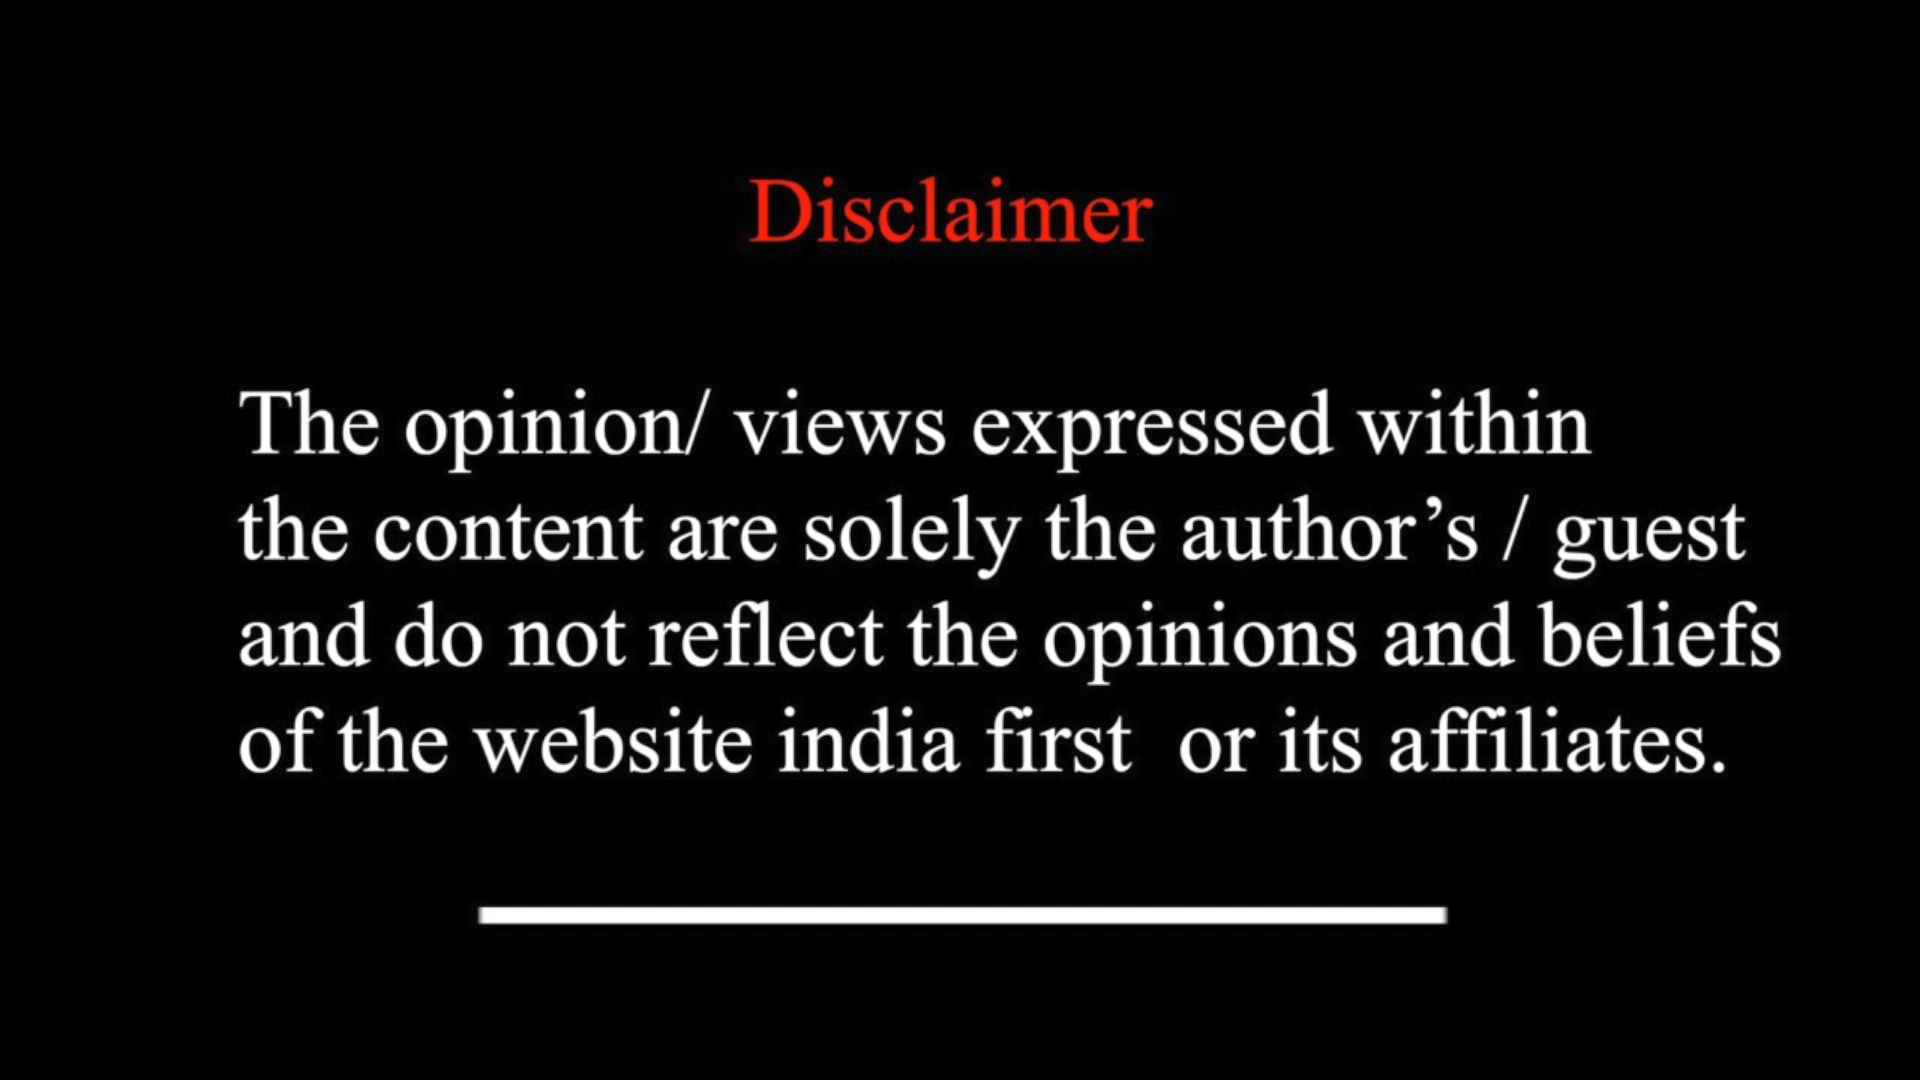 Disclaimer
The opinion/ views expressed within
the content are solely the author’s / guest
and do not reflect the opinions and beliefs
of the website india first  or its affiliates.